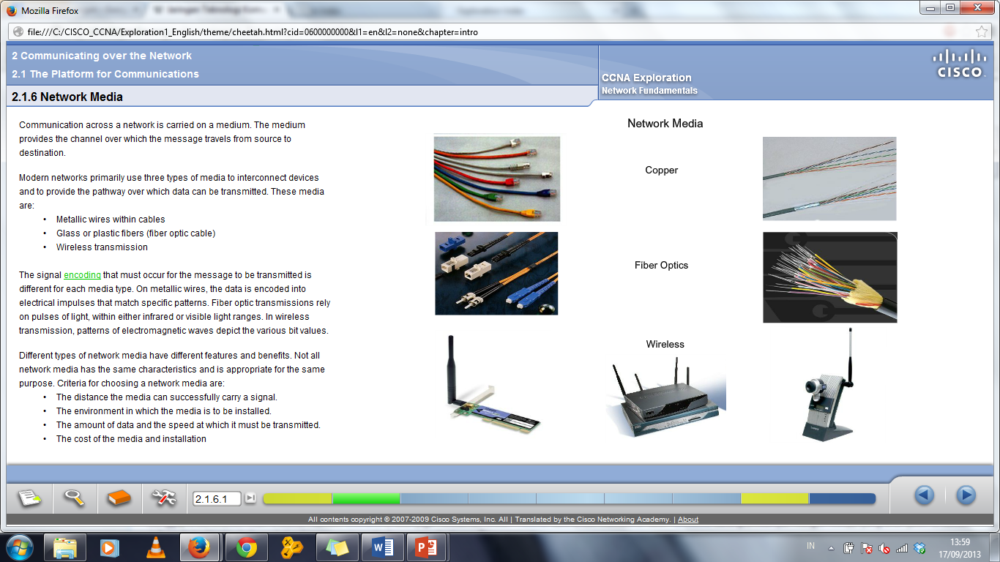 Mozilla Firefox
file:///C:/CISCO_CCNA/Exploration1_English/theme/cheetah.html?cid=0600000000&l1=en&l2=none&chapter=intro
2 Communicating over the Network
2.1 The Platform for Communications
CCNA Exploration
Network Fundamentals
CISCO
2.1.6 Network Media
Communication across a network is carried on a medium. The medium
provides the channel over which the message travels from source to
destination.
Modern networks primarily use three types of media to interconnect devices
and to provide the pathway over which data can be transmitted. These media
are:
• Metallic wires within cables
• Glass or plastic fibers (fiber optic cable)
• Wireless transmission
The signal encoding that must occur for the message to be transmitted is
different for each media type. On metallic wires, the data is encoded into
electrical impulses that match specific patterns. Fiber optic transmissions rely
on pulses of light, within either infrared or visible light ranges. In wireless
transmission, patterns of electromagnetic waves depict the various bit values.
Different types of network media have different features and benefits. Not all
network media has the same characteristics and is appropriate for the same
purpose. Criteria for choosing a network media are:
• The distance the media can successfully carry a signal.
• The environment in which the media is to be installed.
• The amount of data and the speed at which it must be transmitted.
• The cost of the media and installation
Network Media
Copper
Fiber Optics
Wireless
2.1.6.1
All contents copyright © 2007-2009 Cisco Systems, Inc. All | Translated by the Cisco Networking Academy. | About
IN
13:59
17/09/2013